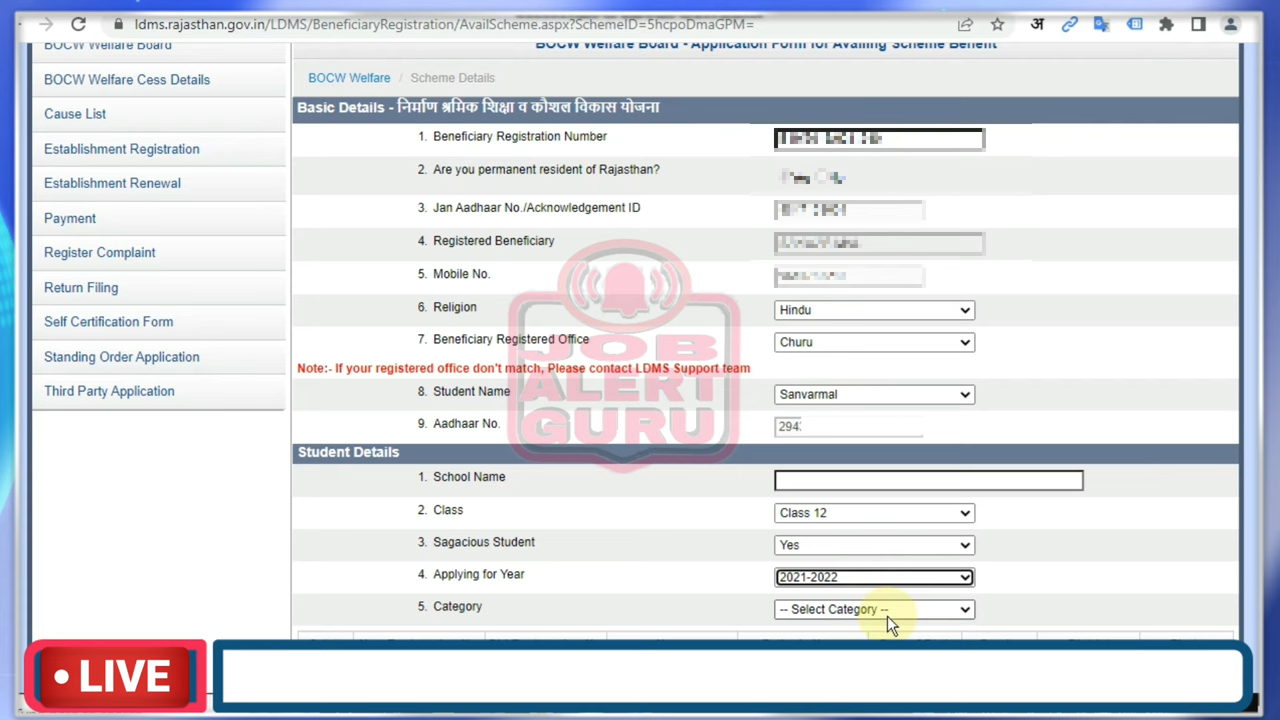 ldms.rajasthan.gov.in/LDMS/BeneficiaryRegistration/AvailScheme.aspx?SchemeID=5hcpoDmaGPM=
अ
BOCW Welfare Board
BOCW Welfare Cess Details
Cause List
Establishment Registration
Establishment Renewal
Payment
Register Complaint
Return Filing
Self Certification Form
Standing Order Application
Third Party Application
BOCW Welfare Board - Application Form for Availing Scheme Benefit
BOCW Welfare / Scheme Details
Basic Details - निर्माण श्रमिक शिक्षा व कौशल विकास योजना
1. Beneficiary Registration Number
2. Are you permanent resident of Rajasthan?
3. Jan Aadhaar No./Acknowledgement ID
4. Registered Beneficiary
5. Mobile No.
6. Religion Hindu
7. Beneficiary Registered Office Churu
Note:- If your registered office don't match, Please contact LDMS Support team
8. Student Name Sanvarmal
9. Aadhaar No. 294
Student Details
1. School Name
2. Class Class 12
3. Sagacious Student Yes
4. Applying for Year 2021-2022
5. Category -- Select Category --
JOB
ALERT
GURU
• LIVE